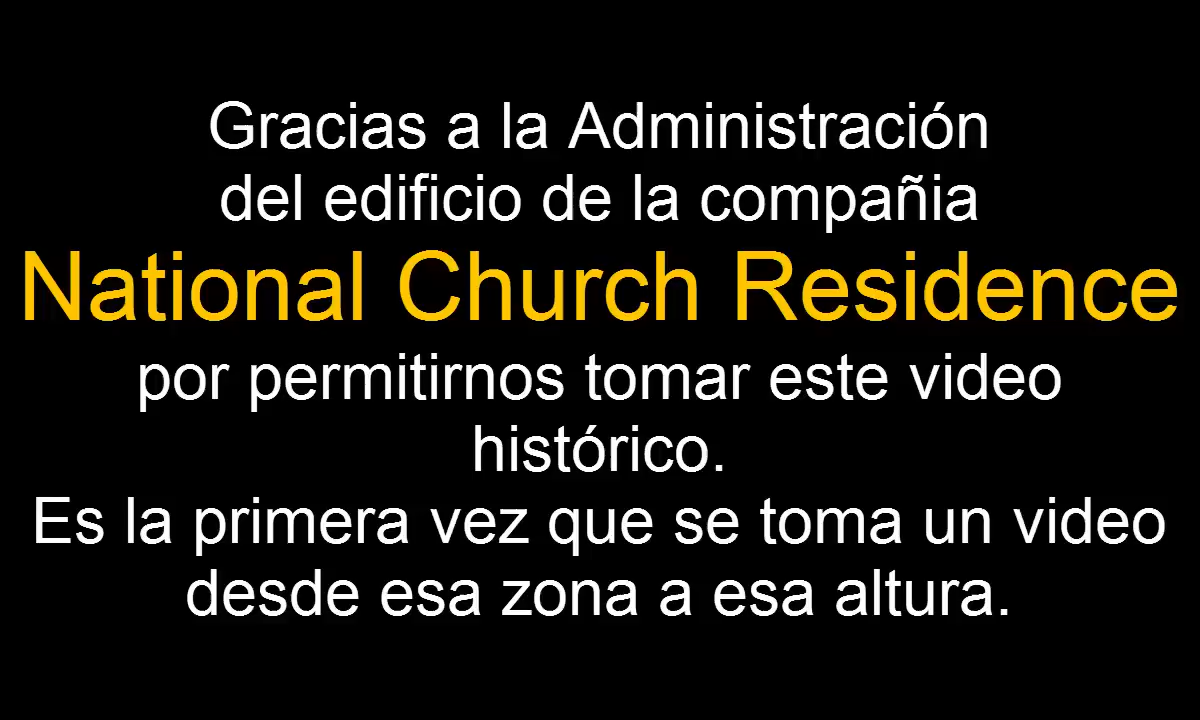 Gracias a la Administración
del edificio de la compañia
National Church Residence
por permitirnos tomar este video
histórico.
Es la primera vez que se toma un video
desde esa zona a esa altura.